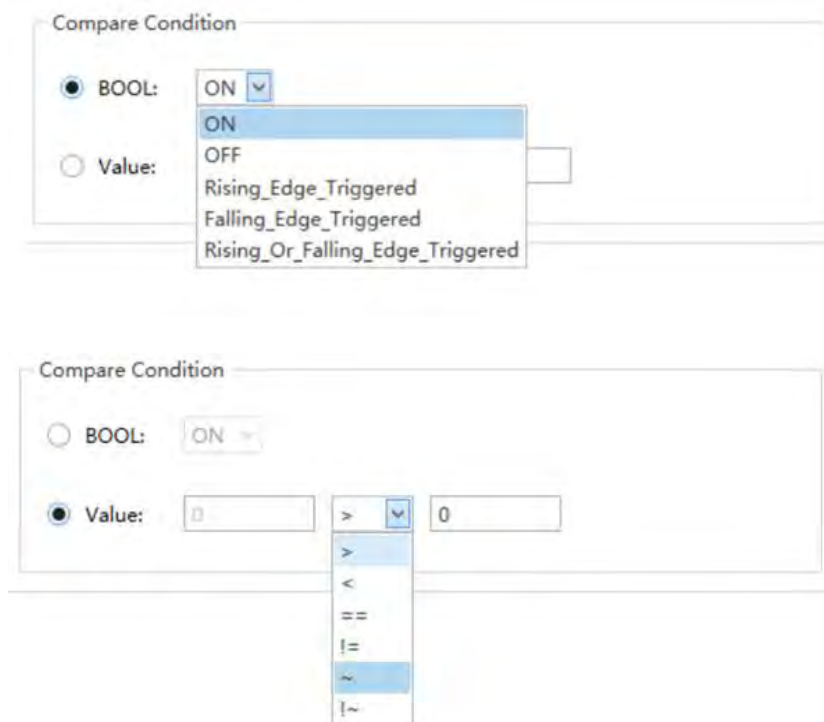 Compare Condition
BOOL: ON
ON
OFF
Value:
Rising_Edge_Triggered
Falling_Edge_Triggered
Rising_Or_Falling_Edge_Triggered
Compare Condition
BOOL: ON
Value: 0 > 0
>
<
==
!=
~
!~